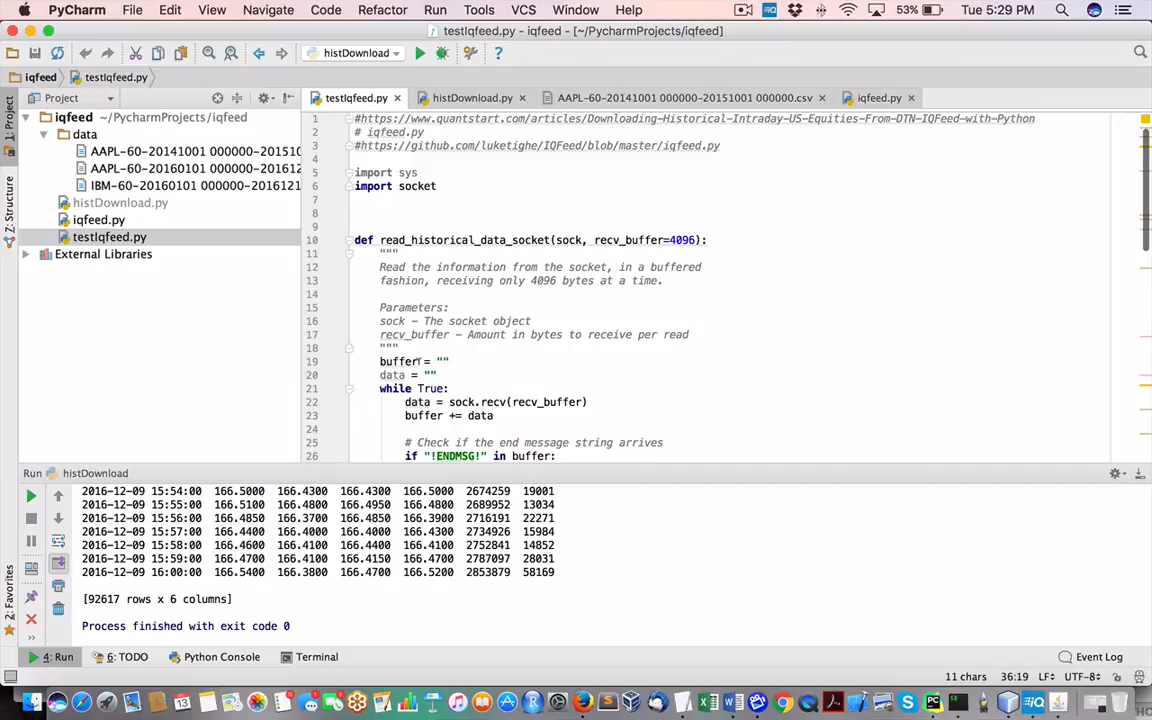 PyCharm File Edit View Navigate Code Refactor Run Tools VCS Window Help 53% Tue 5:29 PM
testIqfeed.py - iqfeed - [~/PycharmProjects/iqfeed]
histDownload
iqfeed testIqfeed.py
1: Project
Z: Structure
2: Favorites
Project
testIqfeed.py histDownload.py AAPL-60-20141001 000000-20151001 000000.csv iqfeed.py
iqfeed ~/PycharmProjects/iqfeed
data
AAPL-60-20141001 000000-20151
AAPL-60-20160101 000000-201612
IBM-60-20160101 000000-2016121
histDownload.py
iqfeed.py
testIqfeed.py
External Libraries
1 #https://www.quantstart.com/articles/Downloading-Historical-Intraday-US-Equities-From-DTN-IQFeed-with-Python
2 # iqfeed.py
3 #https://github.com/luketighe/IQFeed/blob/master/iqfeed.py
4
5 import sys
6 import socket
7
8
9
10 def read_historical_data_socket(sock, recv_buffer=4096):
11 """
12 Read the information from the socket, in a buffered
13 fashion, receiving only 4096 bytes at a time.
14
15 Parameters:
16 sock - The socket object
17 recv_buffer - Amount in bytes to receive per read
18 """
19 buffer = ""
20 data = ""
21 while True:
22 data = sock.recv(recv_buffer)
23 buffer += data
24
25 # Check if the end message string arrives
26 if "!ENDMSG!" in buffer:
Run histDownload
2016-12-09 15:54:00 166.5000 166.4300 166.4300 166.5000 2674259 19001
2016-12-09 15:55:00 166.5100 166.4800 166.4950 166.4800 2689952 13034
2016-12-09 15:56:00 166.4850 166.3700 166.4850 166.3900 2716191 22271
2016-12-09 15:57:00 166.4400 166.4000 166.4000 166.4300 2734926 15984
2016-12-09 15:58:00 166.4600 166.4100 166.4400 166.4100 2752841 14852
2016-12-09 15:59:00 166.4700 166.4100 166.4150 166.4700 2787097 28031
2016-12-09 16:00:00 166.5400 166.3800 166.4700 166.5200 2853879 58169
[92617 rows x 6 columns]
Process finished with exit code 0
4: Run 6: TODO Python Console Terminal Event Log
11 chars 36:19 LF UTF-8